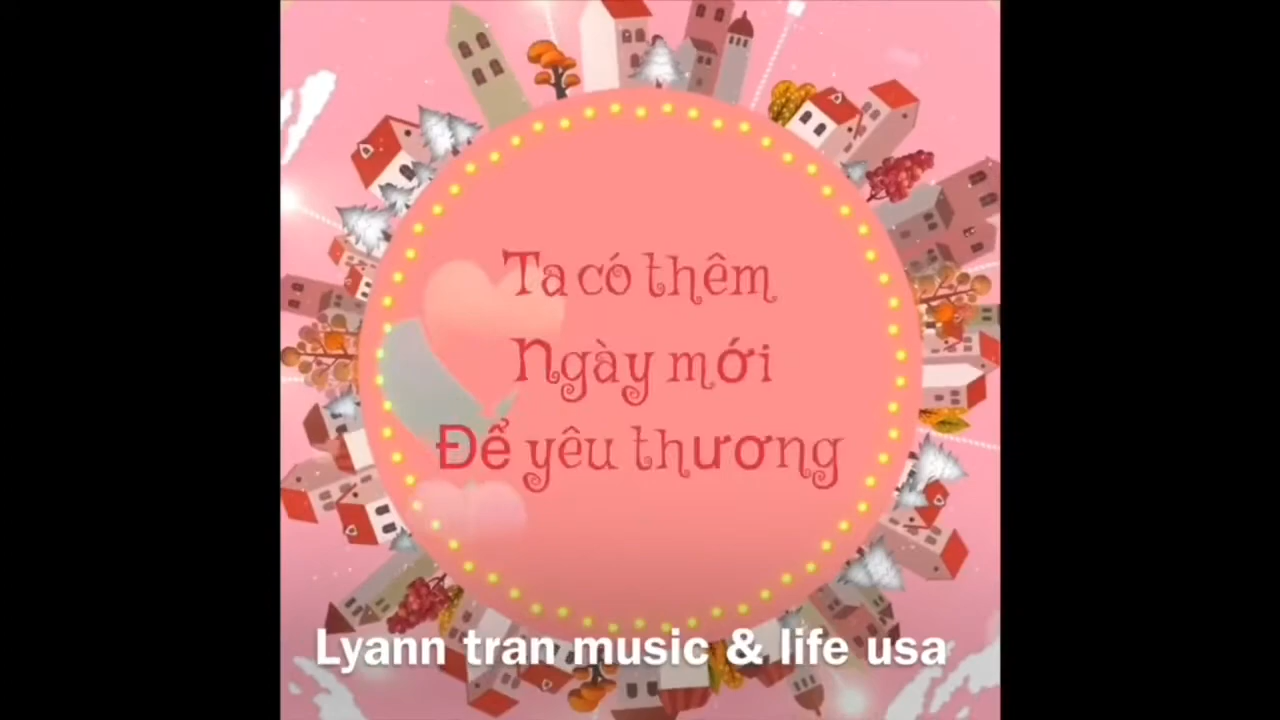 Ta có thêm
Ngày mới
Để yêu thương
Lyann tran music & life usa